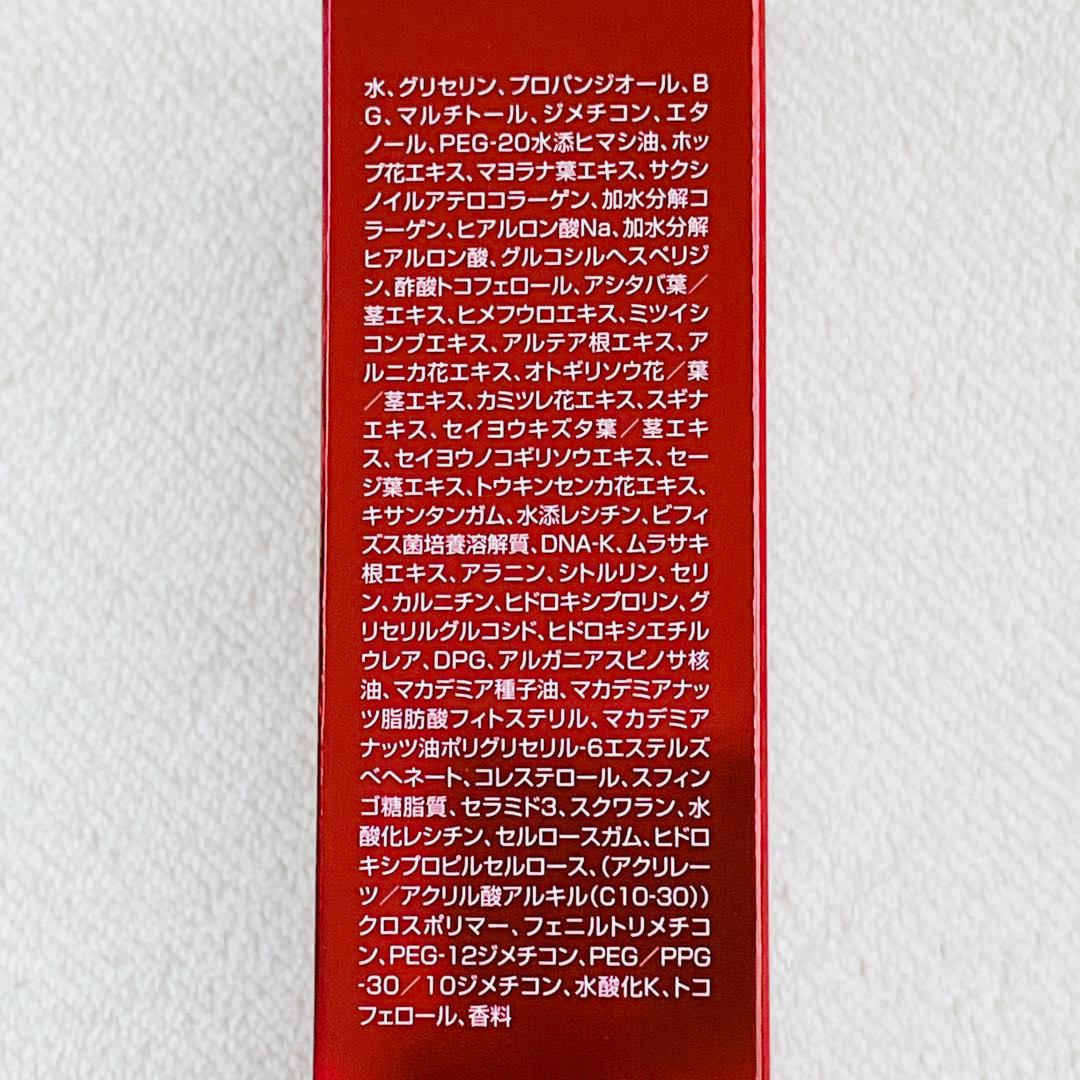 水、グリセリン、プロパンジオール、B
G、マルチトール、ジメチコン、エタ
ノール、PEG-20水添ヒマシ油、ホッ
プ花エキス、マヨラナ葉エキス、サクシ
ノイルアテロコラーゲン、加水分解コ
ラーゲン、ヒアルロン酸Na、加水分解
ヒアルロン酸、グルコシルヘスペリジ
ン、酢酸トコフェロール、アシタバ葉／
茎エキス、ヒメフウロエキス、ミツイシ
コンブエキス、アルテア根エキス、ア
ルニカ花エキス、オトギリソウ花／葉
／茎エキス、カミツレ花エキス、スギナ
エキス、セイヨウキズタ葉／茎エキ
ス、セイヨウノコギリソウエキス、セー
ジ葉エキス、トウキンセンカ花エキス、
キサンタンガム、水添レシチン、ビフィ
ズス菌培養溶解質、DNA-K、ムラサキ
根エキス、アラニン、シトルリン、セリ
ン、カルニチン、ヒドロキシプロリン、グ
リセリルグルコシド、ヒドロキシエチル
ウレア、DPG、アルガニアスピノサ核
油、マカデミア種子油、マカデミアナッ
ツ脂肪酸フィトステリル、マカデミア
ナッツ油ポリグリセリル-6エステルズ
ベヘネート、コレステロール、スフィン
ゴ糖脂質、セラミド3、スクワラン、水
酸化レシチン、セルロースガム、ヒドロ
キシプロピルセルロース、（アクリレー
ツ／アクリル酸アルキル(C10-30)）
クロスポリマー、フェニルトリメチコ
ン、PEG-12ジメチコン、PEG／PPG
-30／10ジメチコン、水酸化K、トコ
フェロール、香料